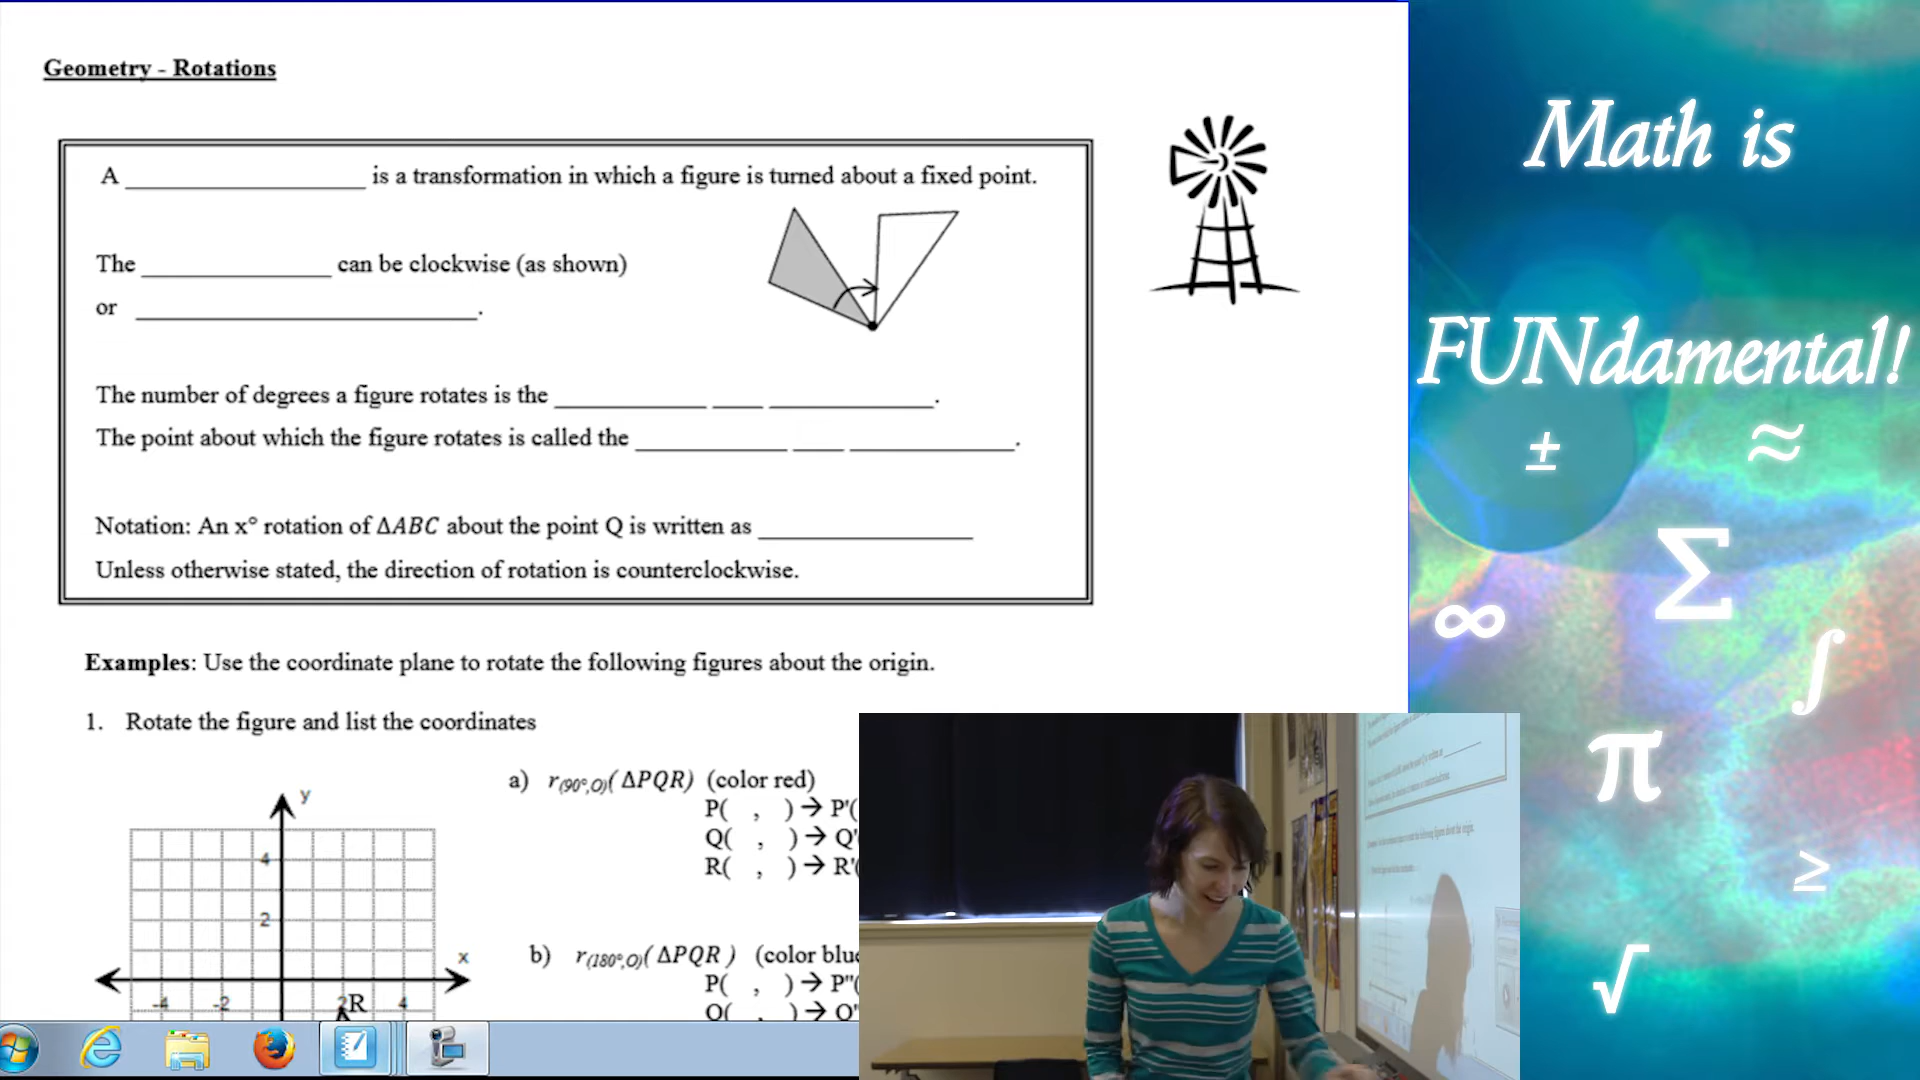 Geometry - Rotations
A ____________________ is a transformation in which a figure is turned about a fixed point.
The ________________ can be clockwise (as shown)
or _____________________________.
The number of degrees a figure rotates is the _____________ ____ ______________.
The point about which the figure rotates is called the _____________ ____ ______________.
Notation: An x° rotation of ΔABC about the point Q is written as __________________
Unless otherwise stated, the direction of rotation is counterclockwise.
Examples: Use the coordinate plane to rotate the following figures about the origin.
1. Rotate the figure and list the coordinates
a) r(90°,O)( ΔPQR) (color red)
P( , ) → P'(
Q( , ) → Q'
R( , ) → R'(
b) r(180°,O)( ΔPQR ) (color blue
P( , ) → P''(
Q( , ) → Q'
y
4
2
x
-4 -2 2 R 4
Math is
FUNdamental!
± ≈
Σ
∞
∫
π
≥
√